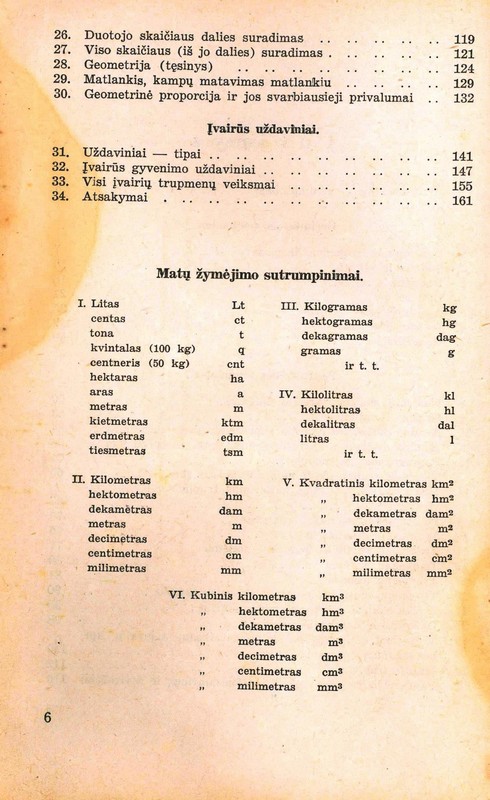 26. Duotojo skaičiaus dalies suradimas .. .. .. .. .. 119
27. Viso skaičiaus (iš jo dalies) suradimas . .. .. .. .. 121
28. Geometrija (tęsinys) .. .. .. .. .. .. .. .. 124
29. Matlankis, kampų matavimas matlankiu .. .. .. .. 129
30. Geometrinė proporcija ir jos svarbiausieji privalumai .. 132
Įvairūs uždaviniai.
31. Uždaviniai — tipai .. .. .. .. .. .. .. .. .. 141
32. Įvairūs gyvenimo uždaviniai .. .. .. .. .. .. .. 147
33. Visi įvairių trupmenų veiksmai .. .. .. .. .. .. 155
34. Atsakymai . .. .. .. .. .. .. .. .. .. .. 161
Matų žymėjimo sutrumpinimai.
I. Litas Lt
centas ct
tona t
kvintalas (100 kg) q
centneris (50 kg) cnt
hektaras ha
aras a
metras m
kietmetras ktm
erdmetras edm
tiesmetras tsm
II. Kilometras km
hektometras hm
dekametras dam
metras m
decimetras dm
centimetras cm
milimetras mm
III. Kilogramas kg
hektogramas hg
dekagramas dag
gramas g
ir t. t.
IV. Kilolitras kl
hektolitras hl
dekalitras dal
litras l
ir t. t.
V. Kvadratinis kilometras km²
„ hektometras hm²
„ dekametras dam²
„ metras m²
„ decimetras dm²
„ centimetras cm²
„ milimetras mm²
VI. Kubinis kilometras km³
„ hektometras hm³
„ dekametras dam³
„ metras m³
„ decimetras dm³
„ centimetras cm³
„ milimetras mm³
6